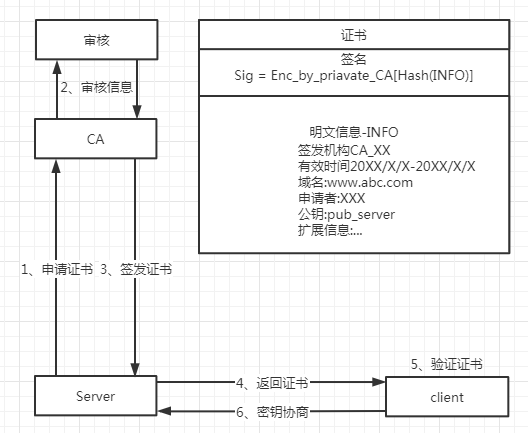 审核
2、审核信息
CA
1、申请证书
3、签发证书
Server
4、返回证书
6、密钥协商
5、验证证书
client
证书
签名
Sig = Enc_by_priavate_CA[Hash(INFO)]
明文信息-INFO
签发机构CA_XX
有效时间20XX/X/X-20XX/X/X
域名:www.abc.com
申请者:XXX
公钥:pub_server
扩展信息:...